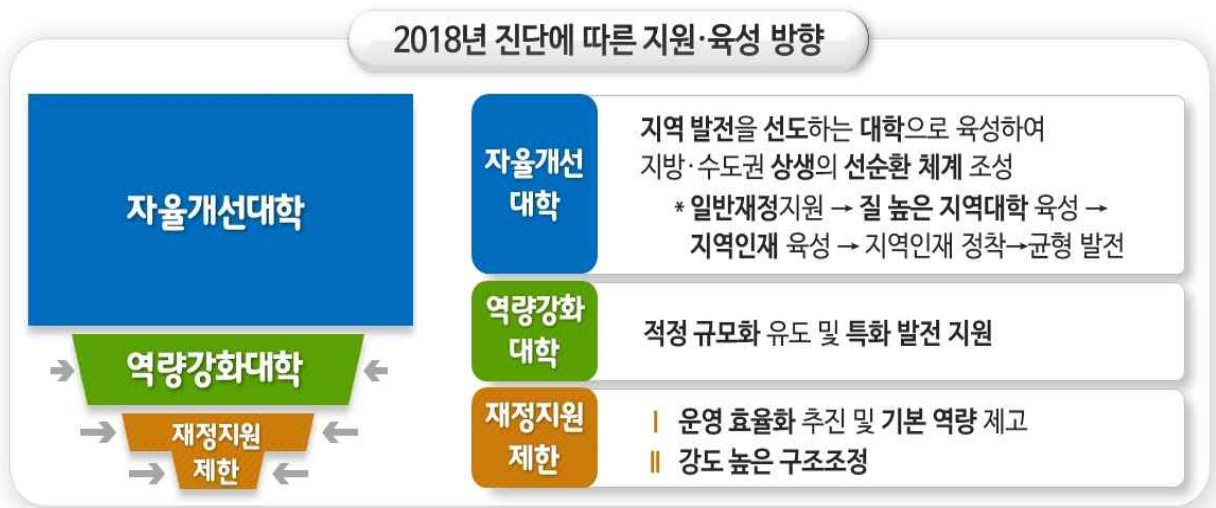 2018년 진단에 따른 지원·육성 방향
자율개선대학
역량강화대학
재정지원
제한
자율개선
대학
지역 발전을 선도하는 대학으로 육성하여
지방·수도권 상생의 선순환 체계 조성
* 일반재정지원 → 질 높은 지역대학 육성 →
지역인재 육성 → 지역인재 정착→균형 발전
역량강화
대학
적정 규모화 유도 및 특화 발전 지원
재정지원
제한
Ⅰ 운영 효율화 추진 및 기본 역량 제고
Ⅱ 강도 높은 구조조정